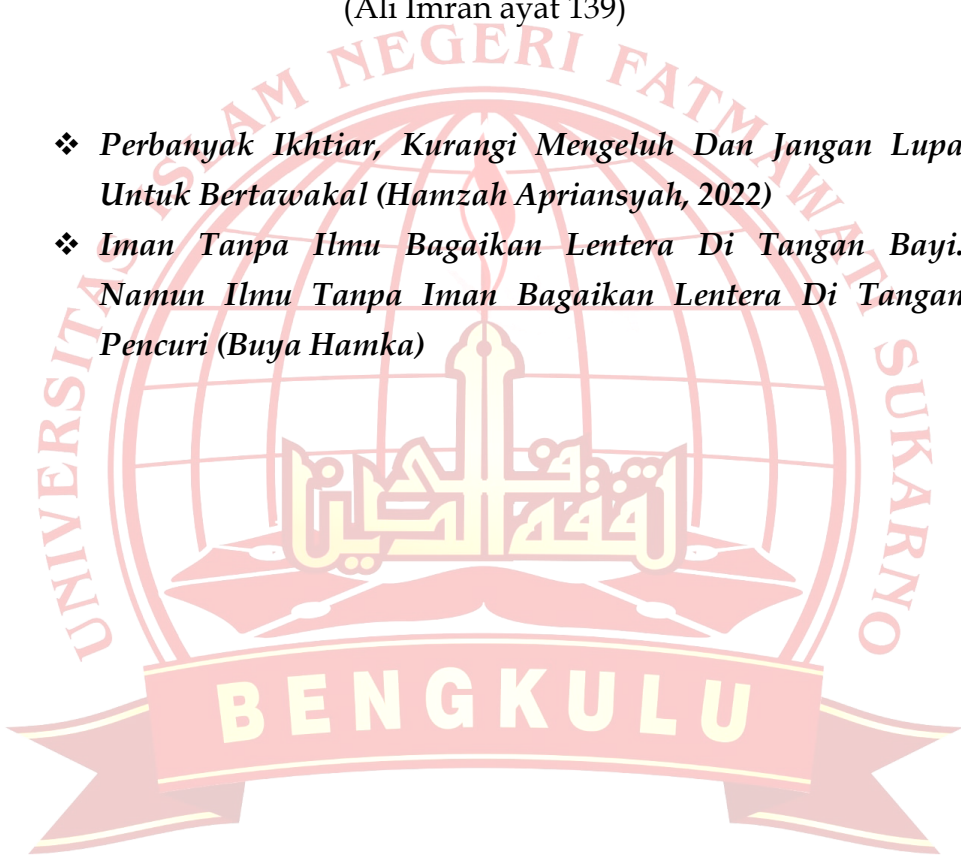 (Ali Imran ayat 139)
❖ Perbanyak Ikhtiar, Kurangi Mengeluh Dan Jangan Lupa
Untuk Bertawakal (Hamzah Apriansyah, 2022)
❖ Iman Tanpa Ilmu Bagaikan Lentera Di Tangan Bayi.
Namun Ilmu Tanpa Iman Bagaikan Lentera Di Tangan
Pencuri (Buya Hamka)
UNIVERSITAS ISLAM NEGERI FATMAWATI SUKARNO
BENGKULU